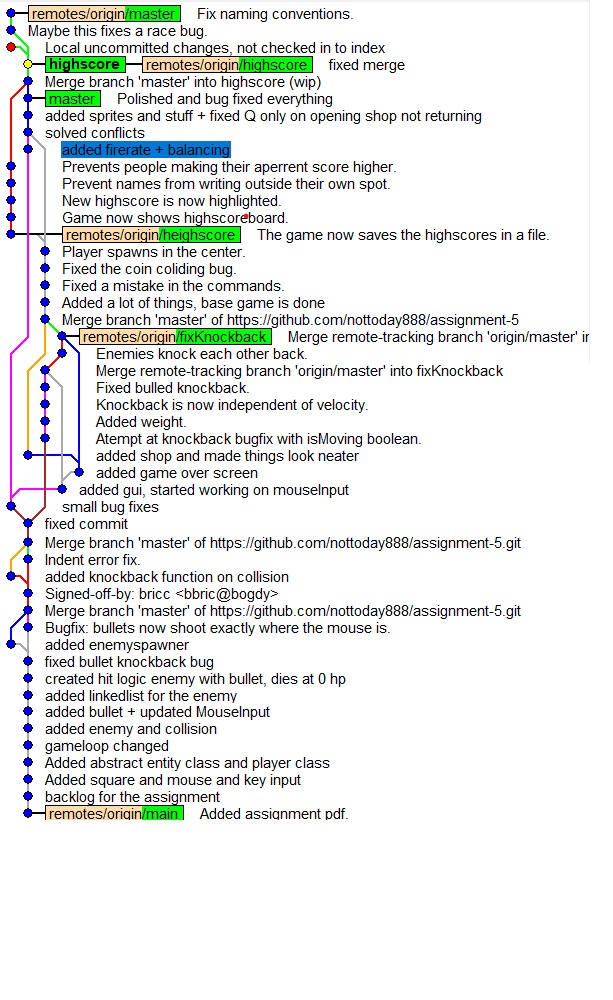 remotes/origin/master Fix naming conventions.
Maybe this fixes a race bug.
Local uncommitted changes, not checked in to index
highscore remotes/origin/highscore fixed merge
Merge branch 'master' into highscore (wip)
master Polished and bug fixed everything
added sprites and stuff + fixed Q only on opening shop not returning
solved conflicts
added firerate + balancing
Prevents people making their aperrent score higher.
Prevent names from writing outside their own spot.
New highscore is now highlighted.
Game now shows highscoreboard.
remotes/origin/heighscore The game now saves the highscores in a file.
Player spawns in the center.
Fixed the coin coliding bug.
Fixed a mistake in the commands.
Added a lot of things, base game is done
Merge branch 'master' of https://github.com/nottoday888/assignment-5
remotes/origin/fixKnockback Merge remote-tracking branch 'origin/master' ir
Enemies knock each other back.
Merge remote-tracking branch 'origin/master' into fixKnockback
Fixed bulled knockback.
Knockback is now independent of velocity.
Added weight.
Atempt at knockback bugfix with isMoving boolean.
added shop and made things look neater
added game over screen
added gui, started working on mouseInput
small bug fixes
fixed commit
Merge branch 'master' of https://github.com/nottoday888/assignment-5.git
Indent error fix.
added knockback function on collision
Signed-off-by: bricc <bbric@bogdy>
Merge branch 'master' of https://github.com/nottoday888/assignment-5.git
Bugfix: bullets now shoot exactly where the mouse is.
added enemyspawner
fixed bullet knockback bug
created hit logic enemy with bullet, dies at 0 hp
added linkedlist for the enemy
added bullet + updated MouseInput
added enemy and collision
gameloop changed
Added abstract entity class and player class
Added square and mouse and key input
backlog for the assignment
remotes/origin/main Added assignment pdf.